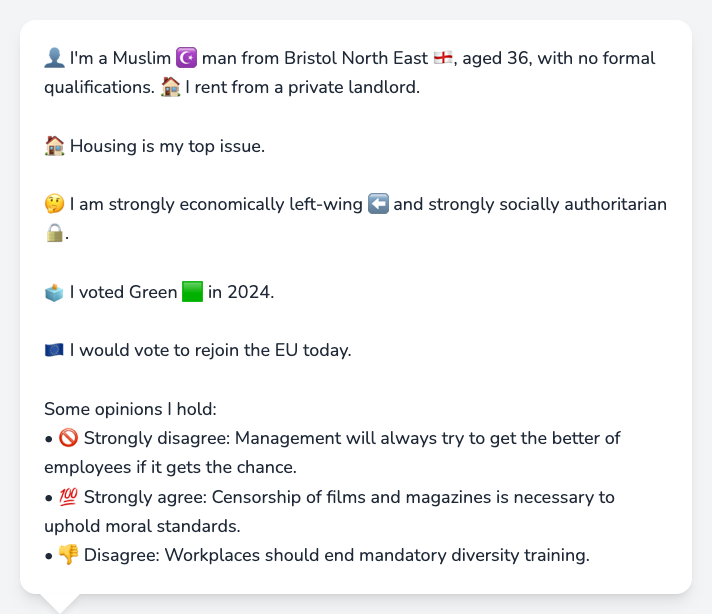 👤 I'm a Muslim ☪️ man from Bristol North East 🏴󠁧󠁢󠁥󠁮󠁧󠁿, aged 36, with no formal
qualifications. 🏠 I rent from a private landlord.
🏠 Housing is my top issue.
🤔 I am strongly economically left-wing ⬅️ and strongly socially authoritarian
🔒.
🗳️ I voted Green 🟩 in 2024.
🇪🇺 I would vote to rejoin the EU today.
Some opinions I hold:
• 🚫 Strongly disagree: Management will always try to get the better of
employees if it gets the chance.
• 💯 Strongly agree: Censorship of films and magazines is necessary to
uphold moral standards.
• 👎 Disagree: Workplaces should end mandatory diversity training.